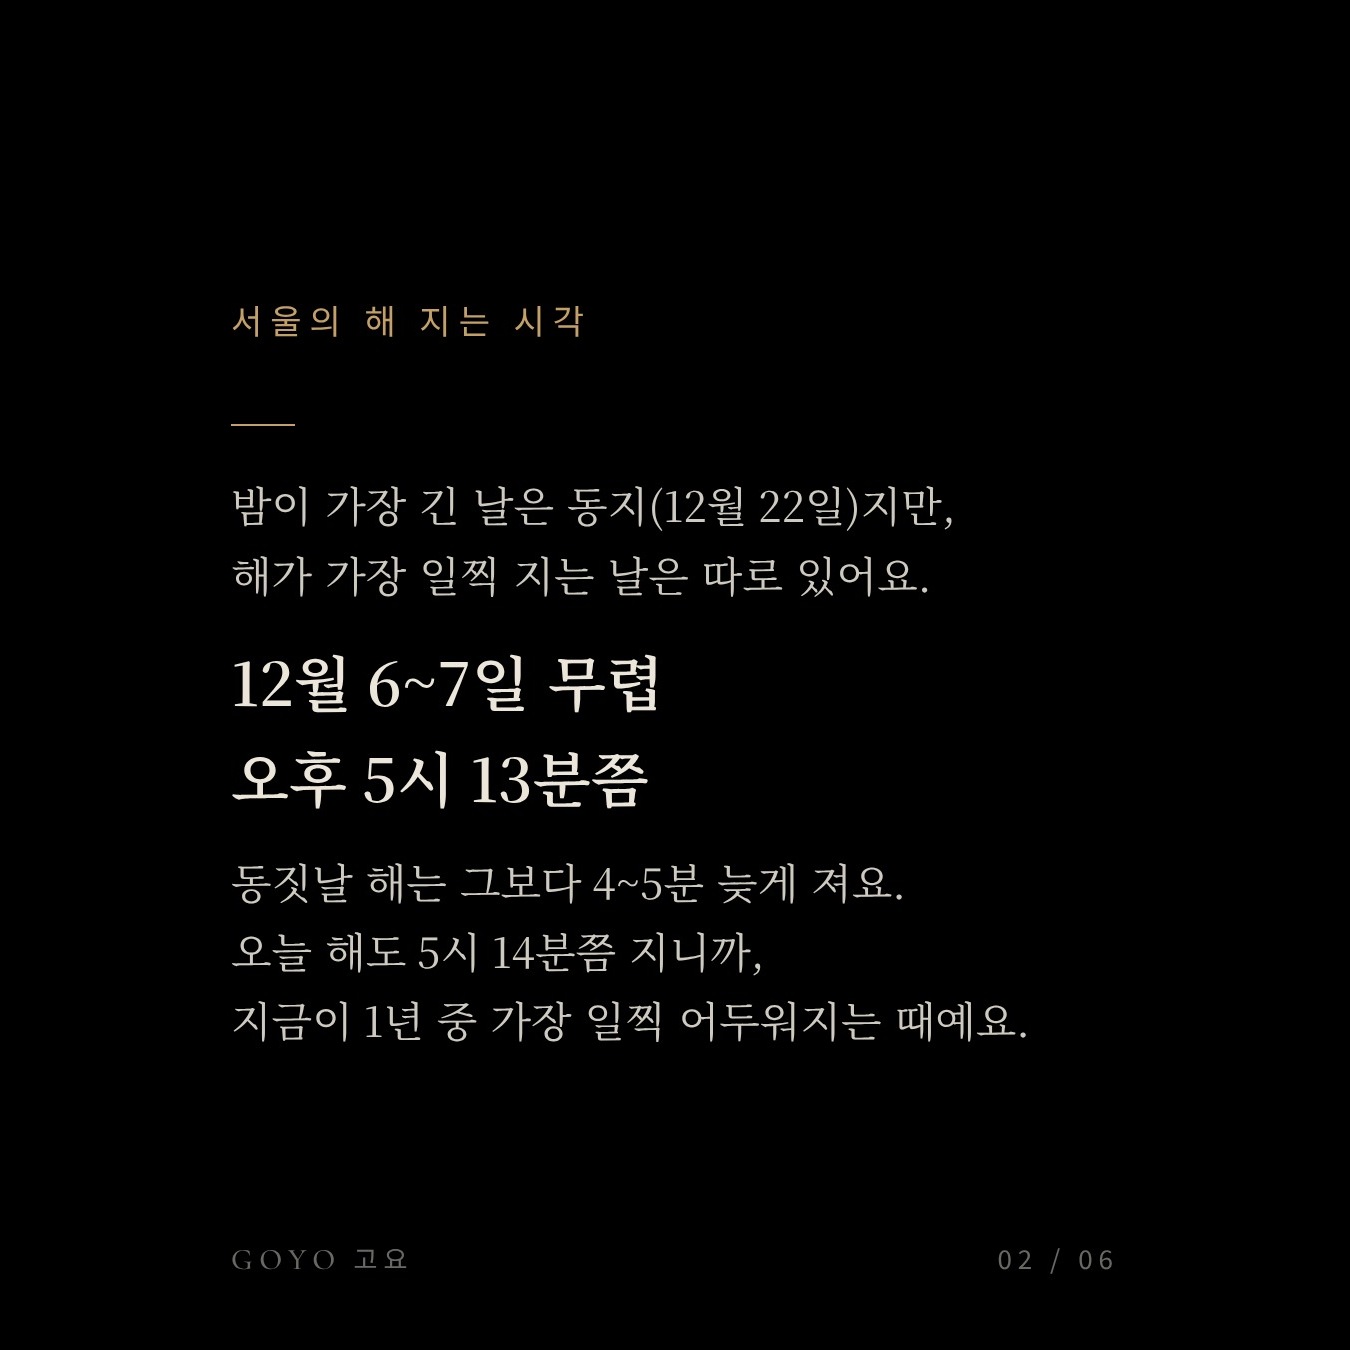 서울의 해 지는 시각
밤이 가장 긴 날은 동지(12월 22일)지만,
해가 가장 일찍 지는 날은 따로 있어요.
12월 6~7일 무렵
오후 5시 13분쯤
동짓날 해는 그보다 4~5분 늦게 져요.
오늘 해도 5시 14분쯤 지니까,
지금이 1년 중 가장 일찍 어두워지는 때예요.
GOYO 고요
02 / 06